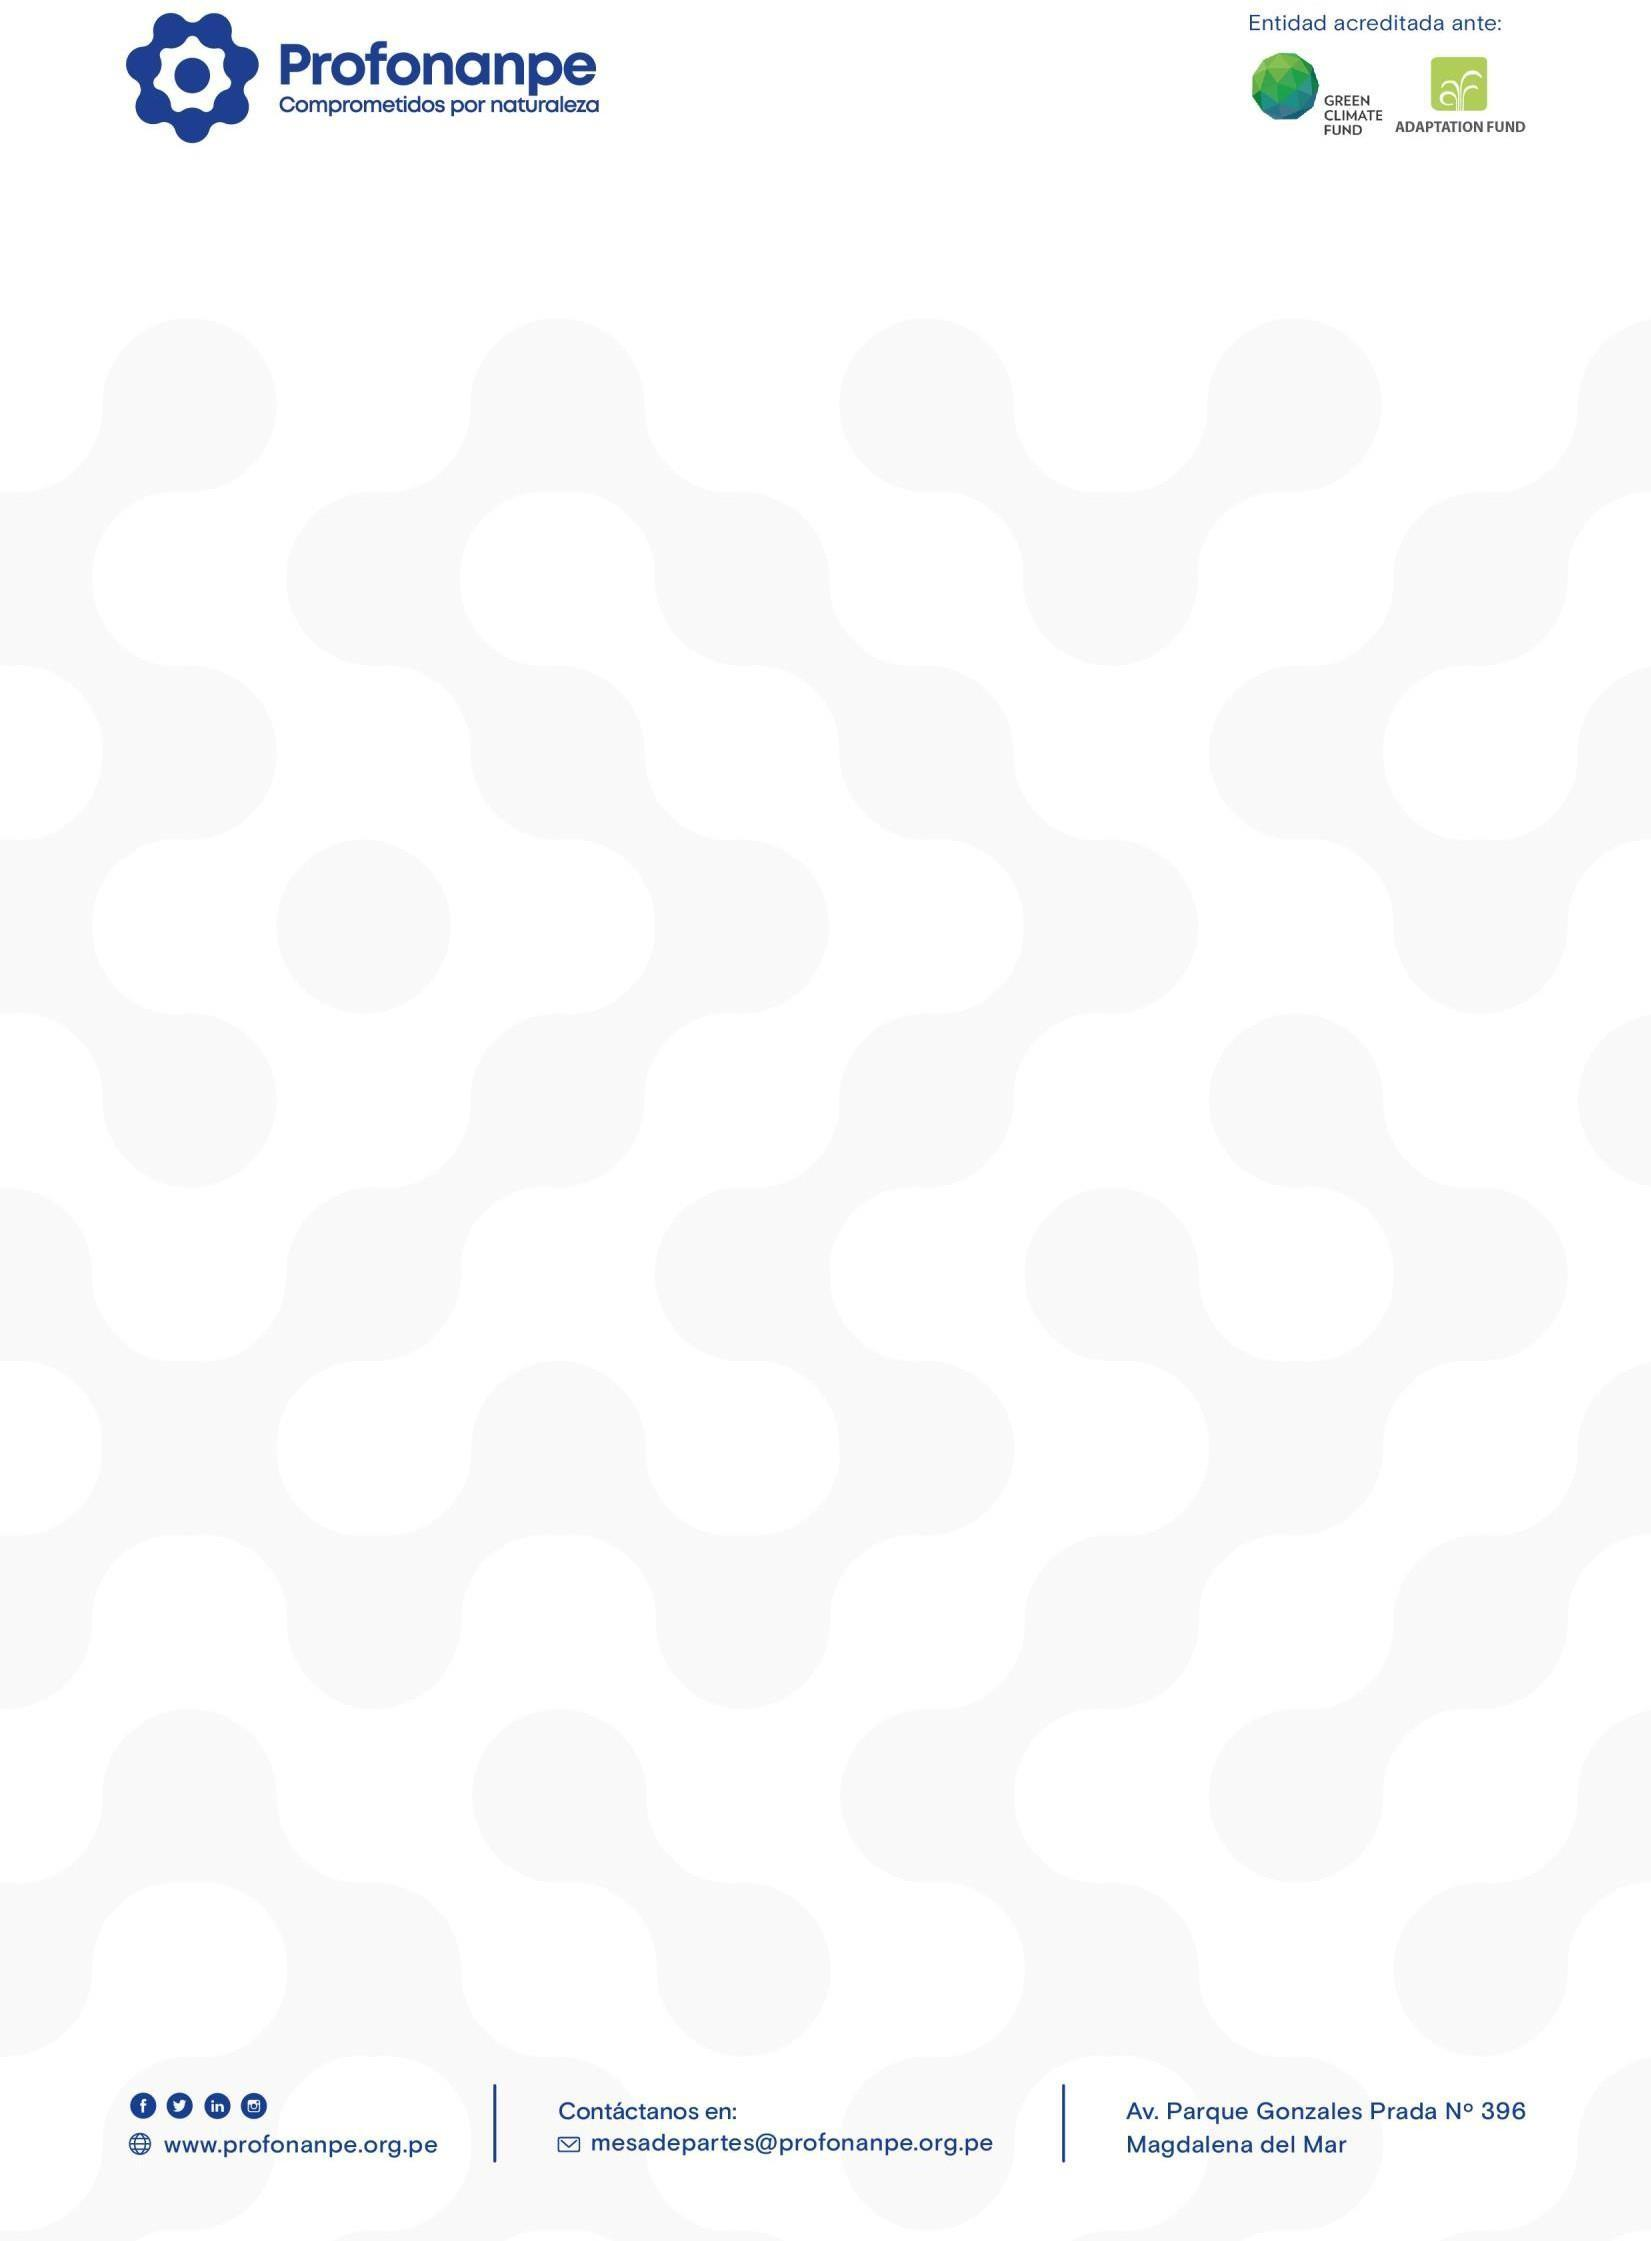 Profonanpe
Comprometidos por naturaleza
Entidad acreditada ante:
GREEN
CLIMATE
FUND
ADAPTATION FUND
www.profonanpe.org.pe
Contáctanos en:
mesadepartes@profonanpe.org.pe
Av. Parque Gonzales Prada Nº 396
Magdalena del Mar